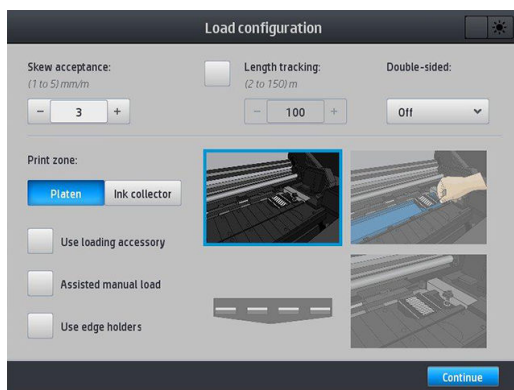 Load configuration
Skew acceptance:
(1 to 5) mm/m
- 3 +
Length tracking:
(2 to 150) m
- 100 +
Double-sided:
Off
Print zone:
Platen
Ink collector
Use loading accessory
Assisted manual load
Use edge holders
Continue